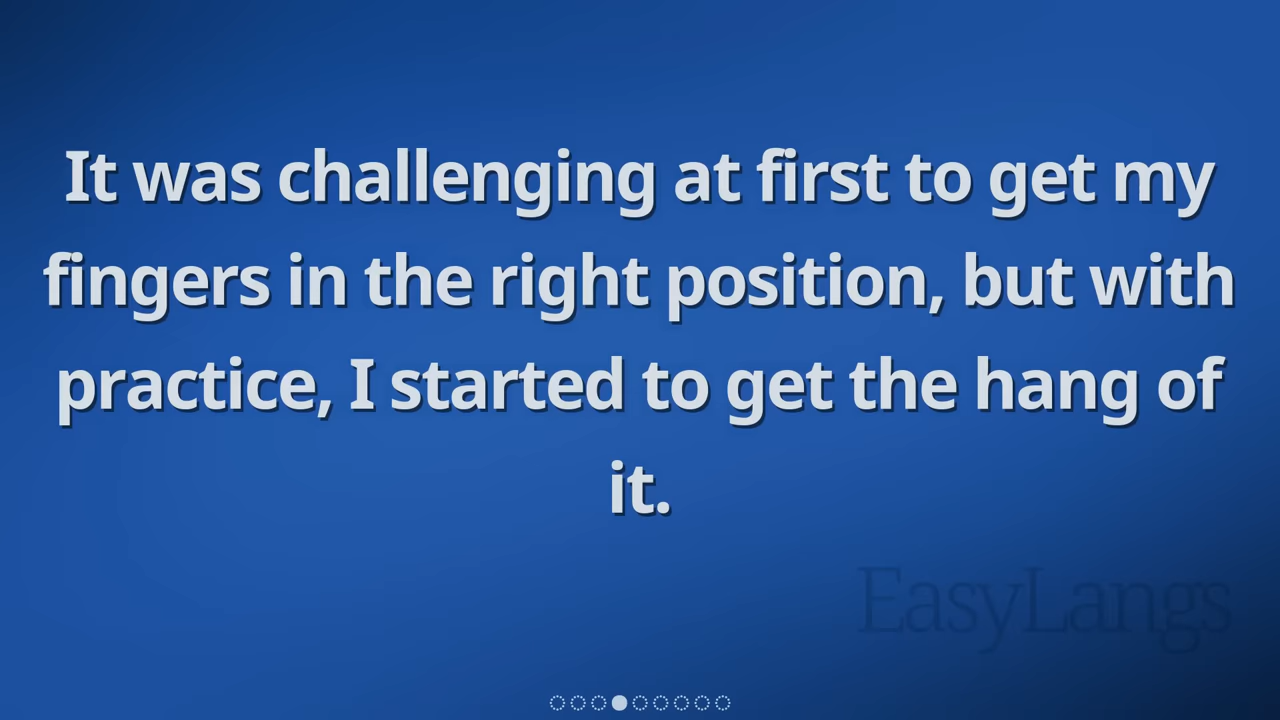 It was challenging at first to get my
fingers in the right position, but with
practice, I started to get the hang of
it.
EasyLangs